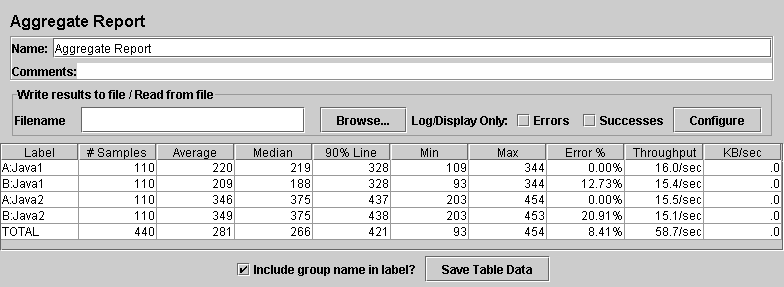 Aggregate Report
Name: Aggregate Report
Comments:
Write results to file / Read from file
Filename Browse... Log/Display Only: Errors Successes Configure
Label # Samples Average Median 90% Line Min Max Error % Throughput KB/sec
A:Java1 110 220 219 328 109 344 0.00% 16.0/sec .0
B:Java1 110 209 188 328 93 344 12.73% 15.4/sec .0
A:Java2 110 346 375 437 203 454 0.00% 15.5/sec .0
B:Java2 110 349 375 438 203 453 20.91% 15.1/sec .0
TOTAL 440 281 266 421 93 454 8.41% 58.7/sec .0
Include group name in label? Save Table Data